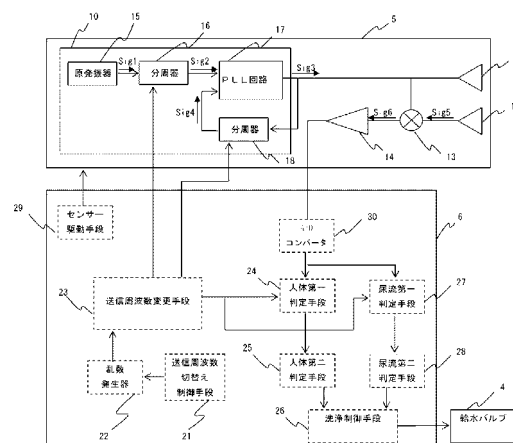 10
15
16
17
5
原発振器
Sig1
分周器
Sig2
PLL回路
Sig3
Sig4
分周器
18
Sig6
Sig5
14
13
29
センサー
駆動手段
30
コンバータ
6
23
送信周波数変更手段
24
人体第一
判定手段
尿流第一
判定手段
27
25
人体第二
判定手段
尿流第二
判定手段
28
乱数
発生器
送信周波数
切替え
制御手段
22
21
26
洗浄制御手段
4
給水バルブ